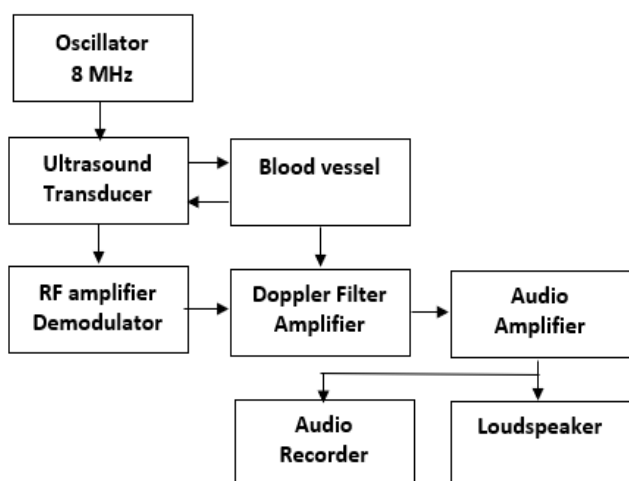 Oscillator
8 MHz
Ultrasound
Transducer
Blood vessel
RF amplifier
Demodulator
Doppler Filter
Amplifier
Audio
Amplifier
Audio
Recorder
Loudspeaker